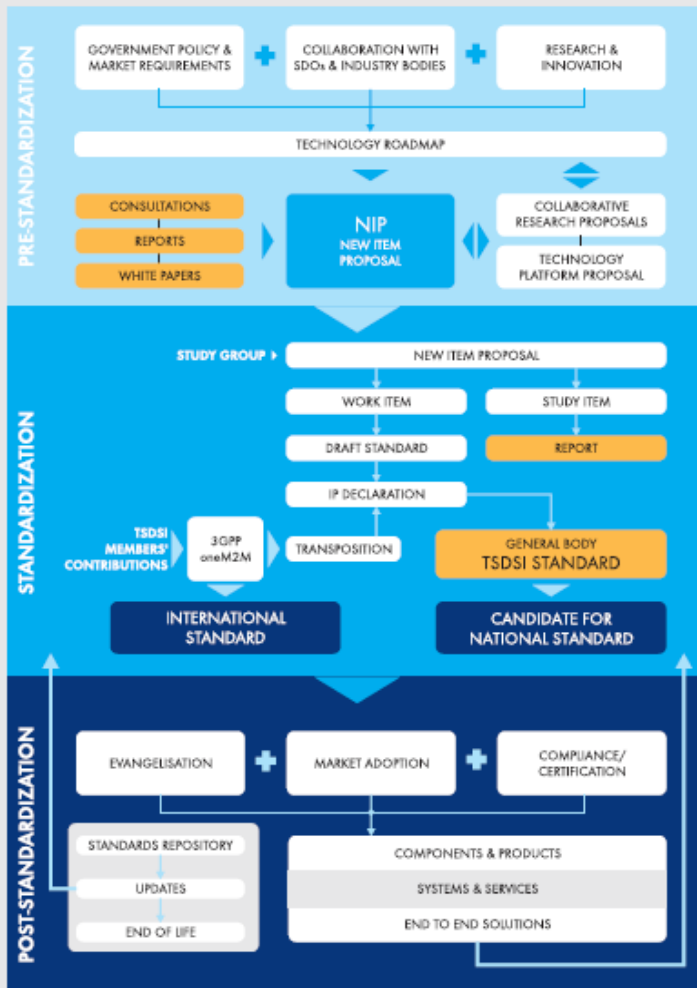 PRE-STANDARDIZATION
GOVERNMENT POLICY &
MARKET REQUIREMENTS
COLLABORATION WITH
SDOs & INDUSTRY BODIES
RESEARCH &
INNOVATION
TECHNOLOGY ROADMAP
CONSULTATIONS
REPORTS
WHITE PAPERS
NIP
NEW ITEM
PROPOSAL
COLLABORATIVE
RESEARCH PROPOSALS
TECHNOLOGY
PLATFORM PROPOSAL
STANDARDIZATION
STUDY GROUP
NEW ITEM PROPOSAL
WORK ITEM
STUDY ITEM
DRAFT STANDARD
REPORT
IP DECLARATION
TSDSI
MEMBERS'
CONTRIBUTIONS
3GPP
oneM2M
TRANSPOSITION
GENERAL BODY
TSDSI STANDARD
INTERNATIONAL
STANDARD
CANDIDATE FOR
NATIONAL STANDARD
POST-STANDARDIZATION
EVANGELISATION
MARKET ADOPTION
COMPLIANCE/
CERTIFICATION
STANDARDS REPOSITORY
UPDATES
END OF LIFE
COMPONENTS & PRODUCTS
SYSTEMS & SERVICES
END TO END SOLUTIONS